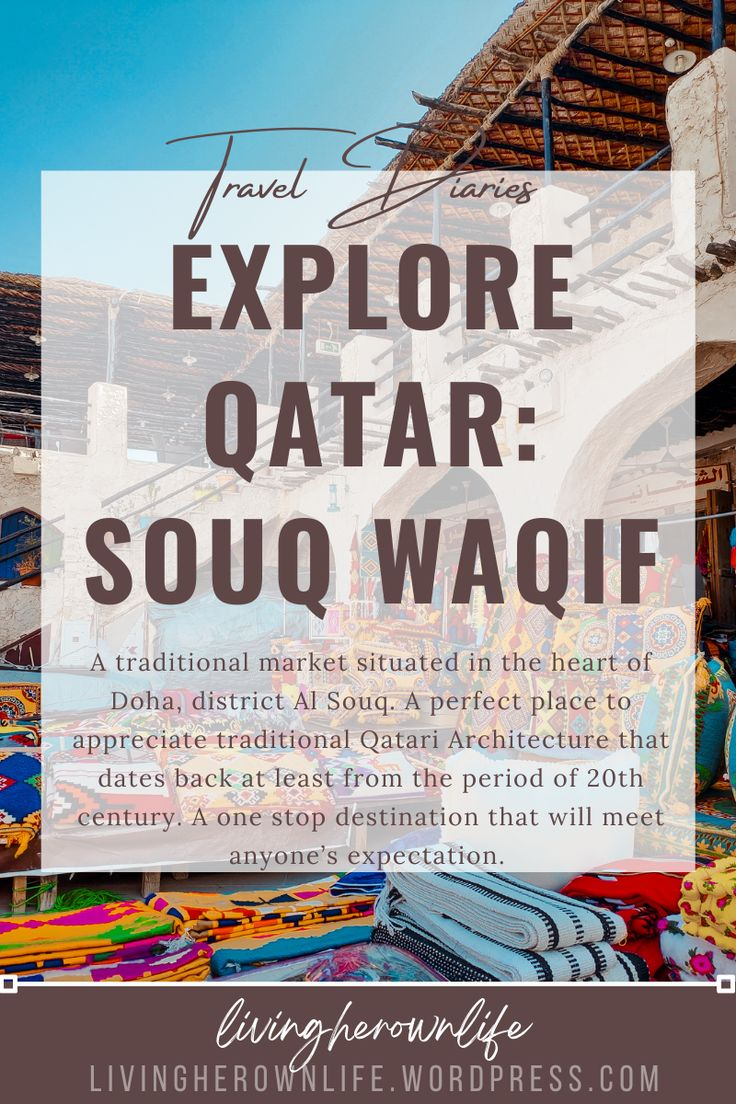 Travel Diaries
EXPLORE
QATAR:
SOUQ WAQIF
A traditional market situated in the heart of
Doha, district Al Souq. A perfect place to
appreciate traditional Qatari Architecture that
dates back at least from the period of 20th
century. A one stop destination that will meet
anyone’s expectation.
livingherownlife
LIVINGHEROWNLIFE.WORDPRESS.COM